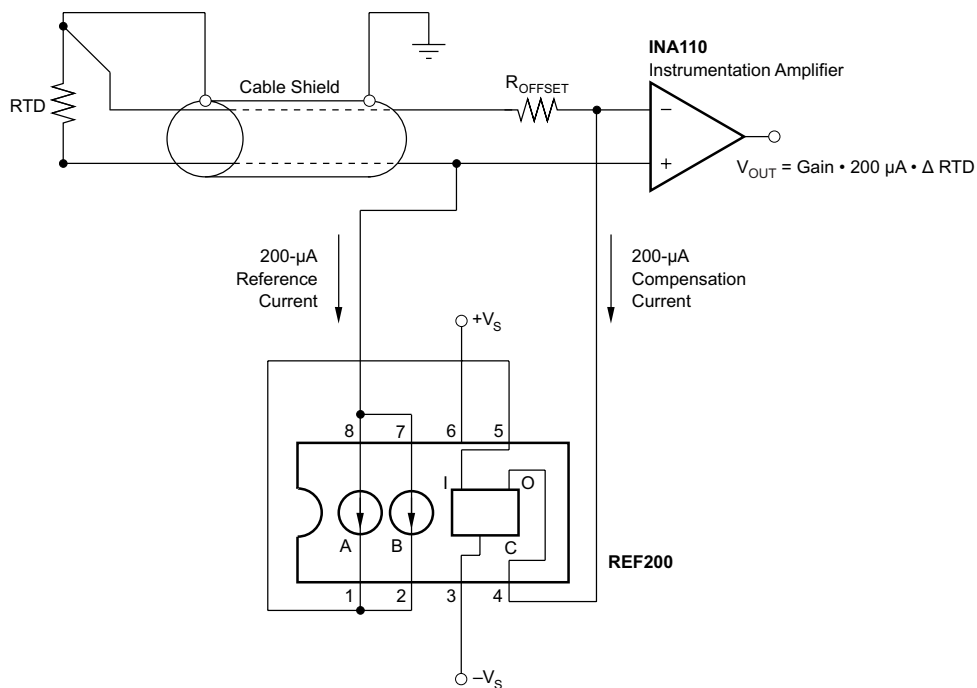 INA110
Instrumentation Amplifier
Cable Shield
R_OFFSET
RTD
−
+
V_OUT = Gain • 200 µA • Δ RTD
200-µA
Reference
Current
200-µA
Compensation
Current
+V_S
8 7 6 5
I O
A B C
REF200
1 2 3 4
–V_S